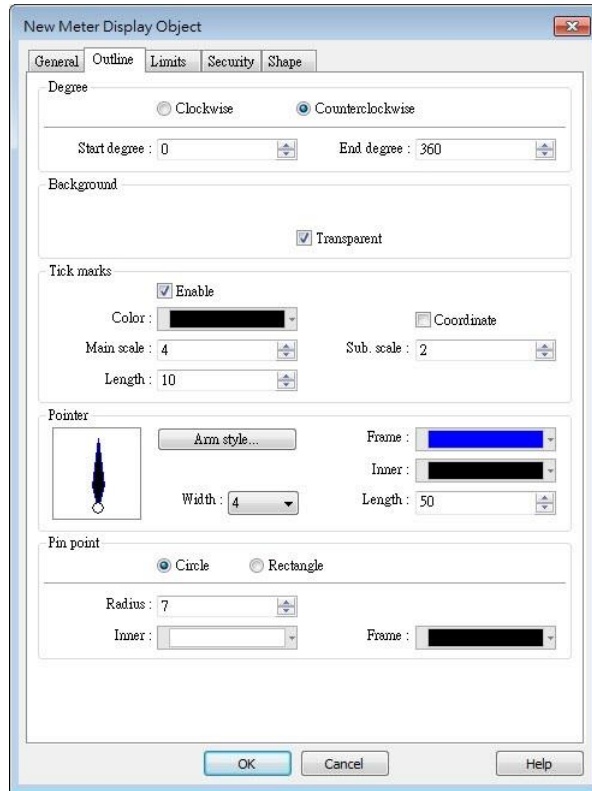 New Meter Display Object
General Outline Limits Security Shape
Degree
Clockwise Counterclockwise
Start degree : 0 End degree : 360
Background
Transparent
Tick marks
Enable
Color : Coordinate
Main scale : 4 Sub. scale : 2
Length : 10
Pointer
Arm style... Frame :
Inner :
Width : 4 Length : 50
Pin point
Circle Rectangle
Radius : 7
Inner : Frame :
OK Cancel Help